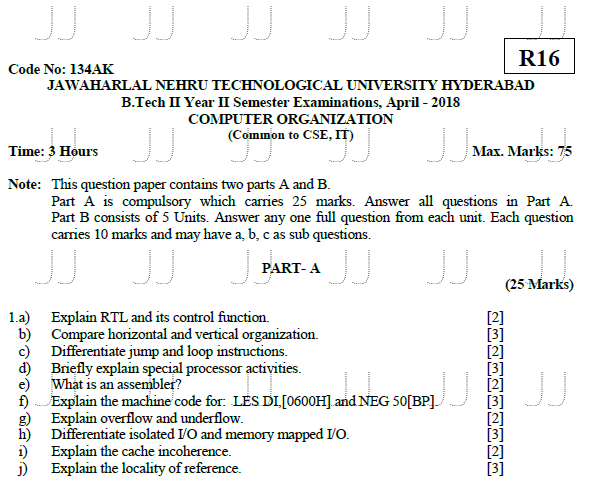 R16
Code No: 134AK
JAWAHARLAL NEHRU TECHNOLOGICAL UNIVERSITY HYDERABAD
B.Tech II Year II Semester Examinations, April - 2018
COMPUTER ORGANIZATION
(Common to CSE, IT)
Time: 3 Hours Max. Marks: 75
Note: This question paper contains two parts A and B.
Part A is compulsory which carries 25 marks. Answer all questions in Part A.
Part B consists of 5 Units. Answer any one full question from each unit. Each question
carries 10 marks and may have a, b, c as sub questions.
PART- A
(25 Marks)
1.a) Explain RTL and its control function. [2]
b) Compare horizontal and vertical organization. [3]
c) Differentiate jump and loop instructions. [2]
d) Briefly explain special processor activities. [3]
e) What is an assembler? [2]
f) Explain the machine code for: LES DI,[0600H] and NEG 50[BP]. [3]
g) Explain overflow and underflow. [2]
h) Differentiate isolated I/O and memory mapped I/O. [3]
i) Explain the cache incoherence. [2]
j) Explain the locality of reference. [3]